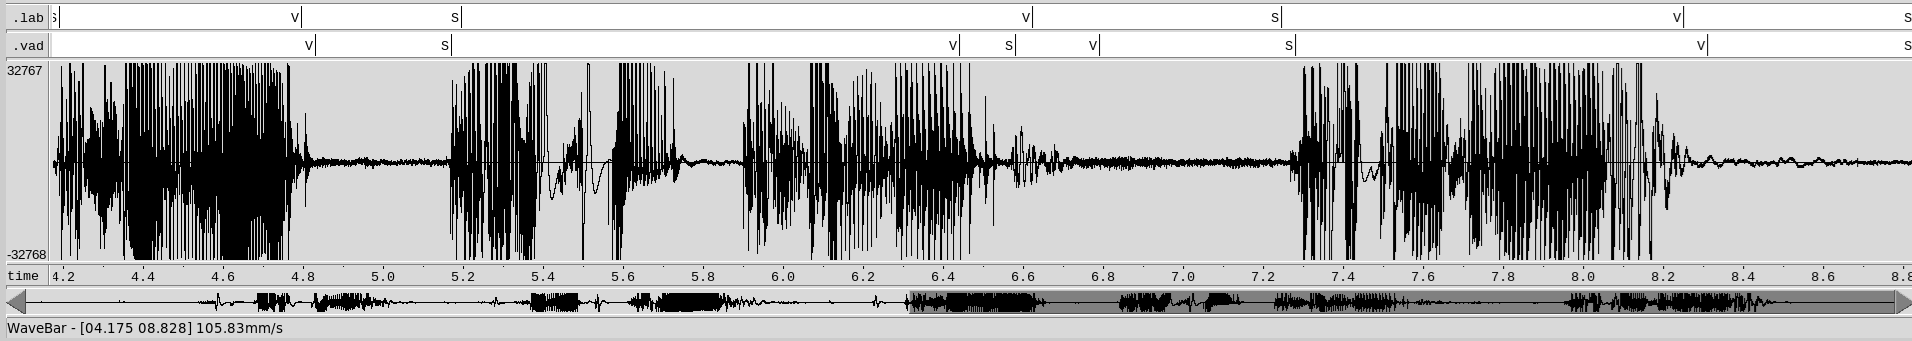 .lab s v s v s v s
.vad v s v s v s v s
32767
-32768
time 4.2 4.4 4.6 4.8 5.0 5.2 5.4 5.6 5.8 6.0 6.2 6.4 6.6 6.8 7.0 7.2 7.4 7.6 7.8 8.0 8.2 8.4 8.6 8.8
WaveBar - [04.175 08.828] 105.83mm/s